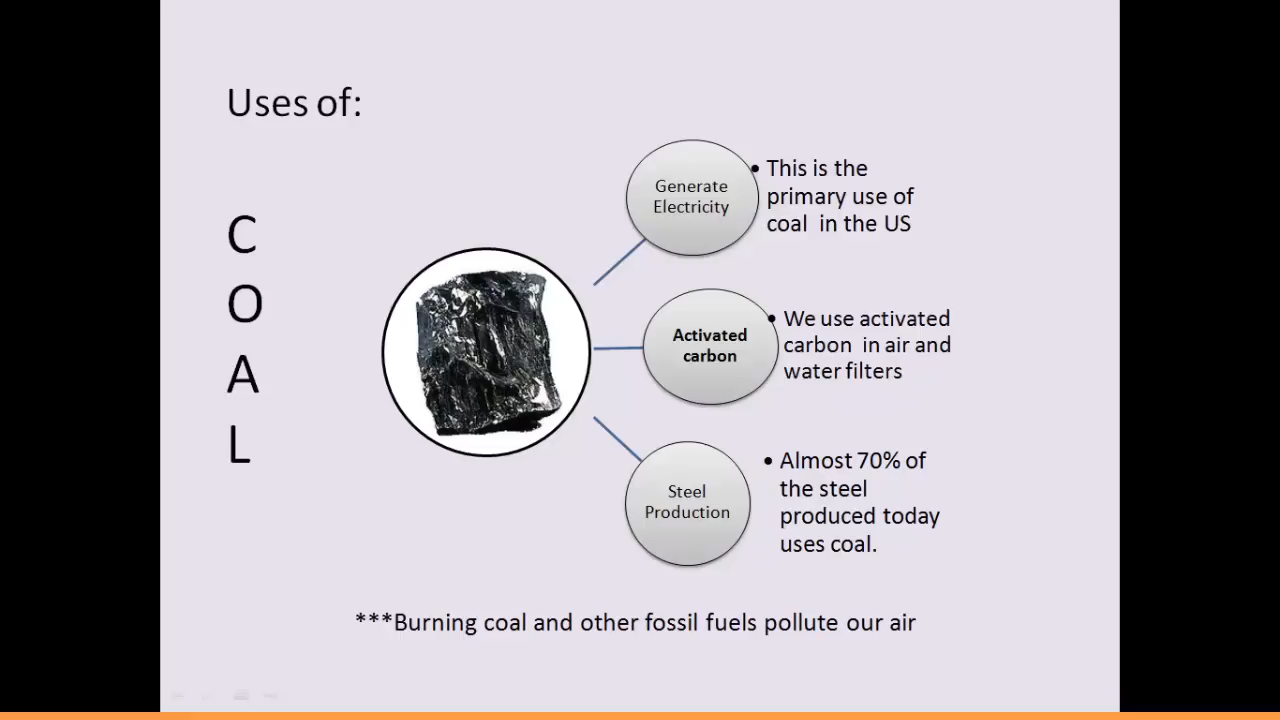 Uses of:
C
O
A
L
Generate
Electricity
• This is the
primary use of
coal  in the US
Activated
carbon
• We use activated
carbon  in air and
water filters
Steel
Production
• Almost 70% of
the steel
produced today
uses coal.
***Burning coal and other fossil fuels pollute our air